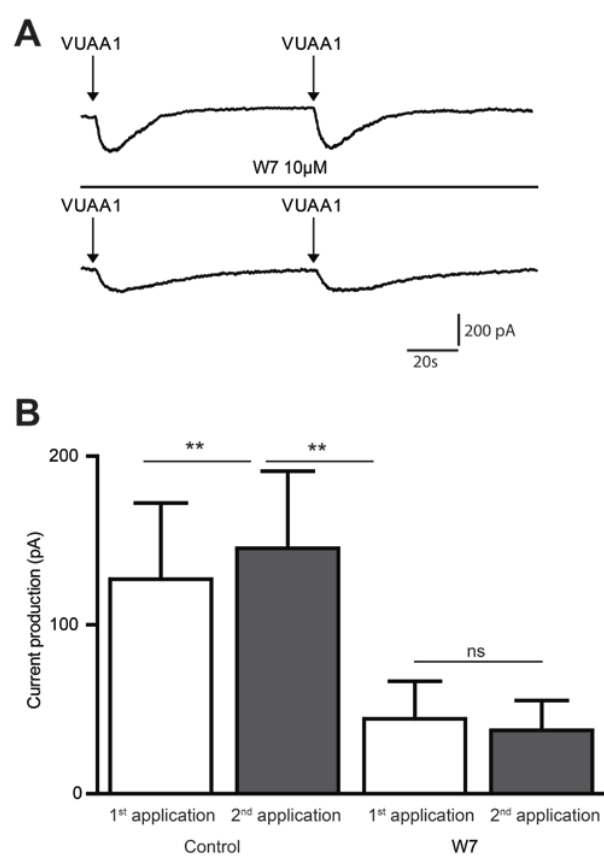 A
VUAA1 VUAA1
W7 10µM
VUAA1 VUAA1
200 pA
20s
B
Current production (pA)
200
100
0
** **
ns
1st application 2nd application 1st application 2nd application
Control W7